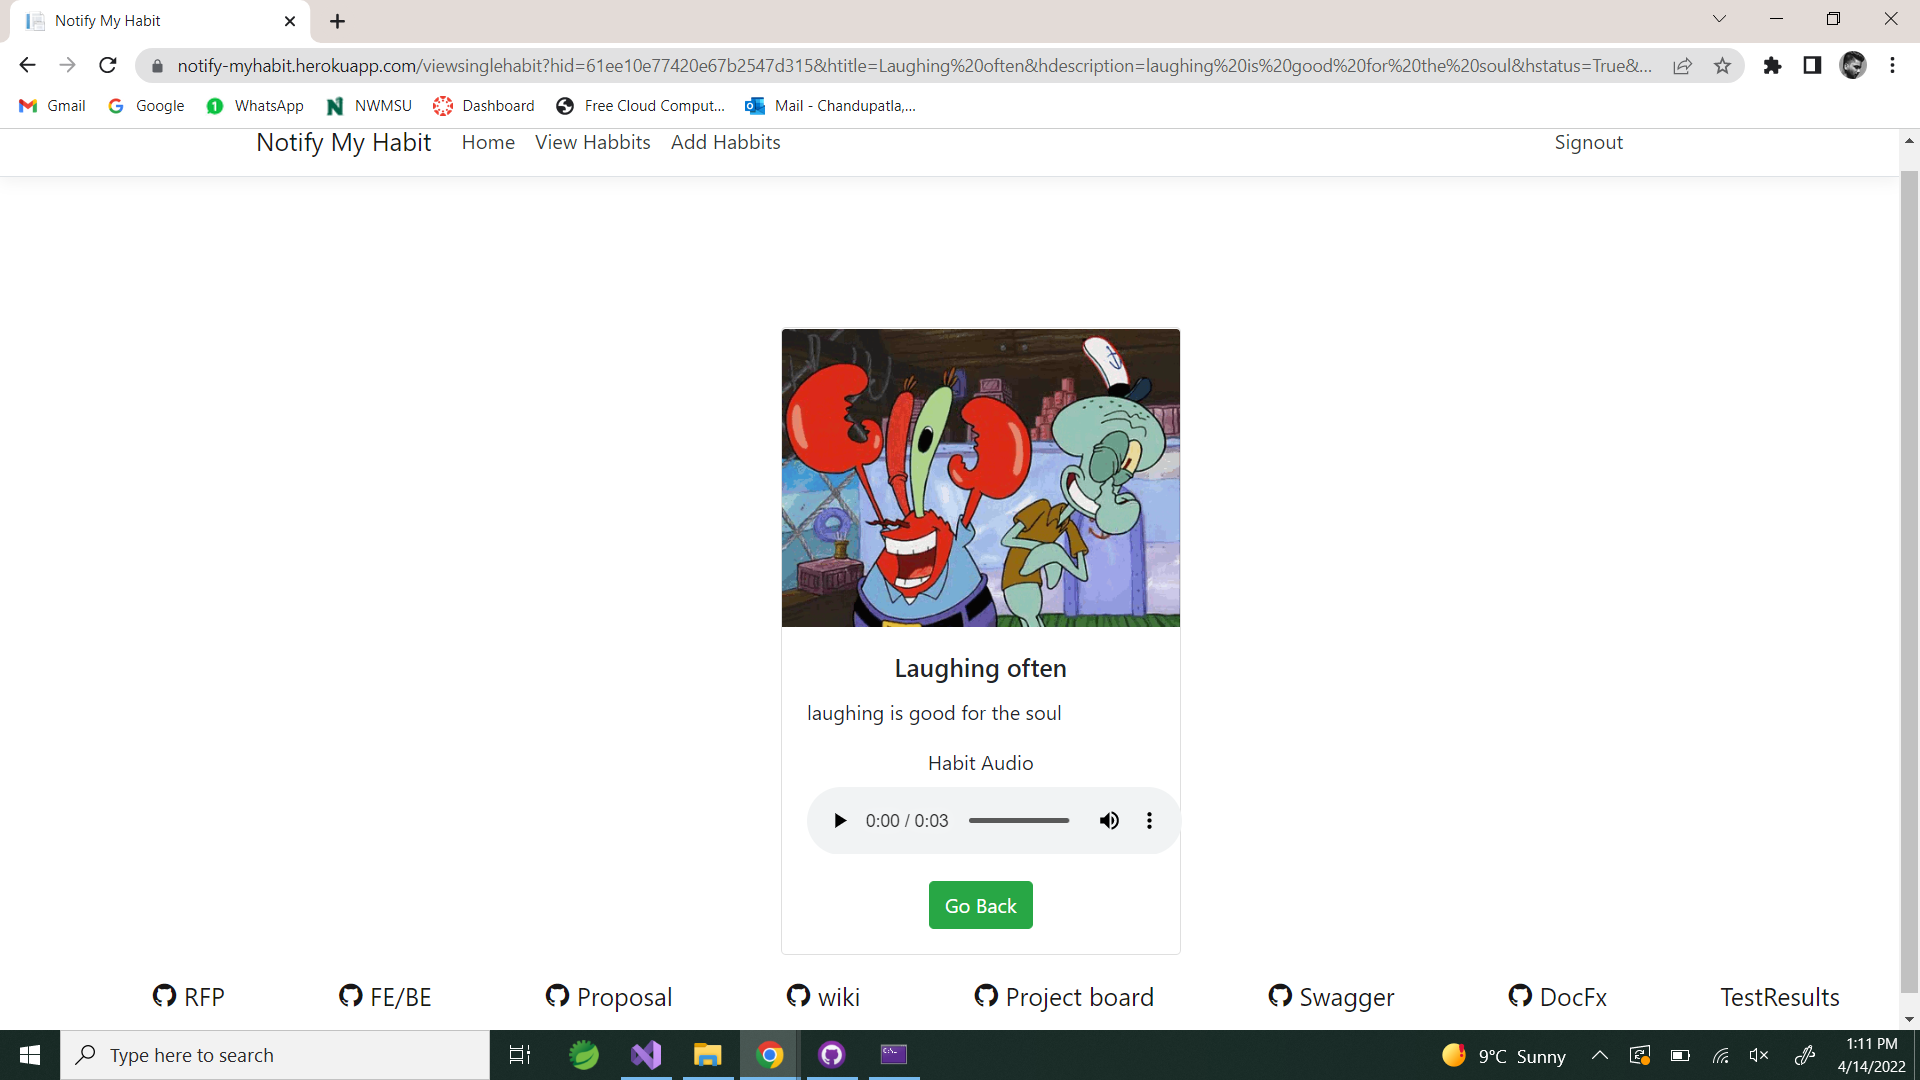 Notify My Habit
notify-myhabit.herokuapp.com/viewsinglehabit?hid=61ee10e77420e67b2547d315&htitle=Laughing%20often&hdescription=laughing%20is%20good%20for%20the%20soul&hstatus=True&...
Gmail Google WhatsApp NWMSU Dashboard Free Cloud Comput... Mail - Chandupatla,...
Notify My Habit Home View Habbits Add Habbits Signout
Laughing often
laughing is good for the soul
Habit Audio
0:00 / 0:03
Go Back
RFP FE/BE Proposal wiki Project board Swagger DocFx TestResults
Type here to search 9°C Sunny 1:11 PM
4/14/2022